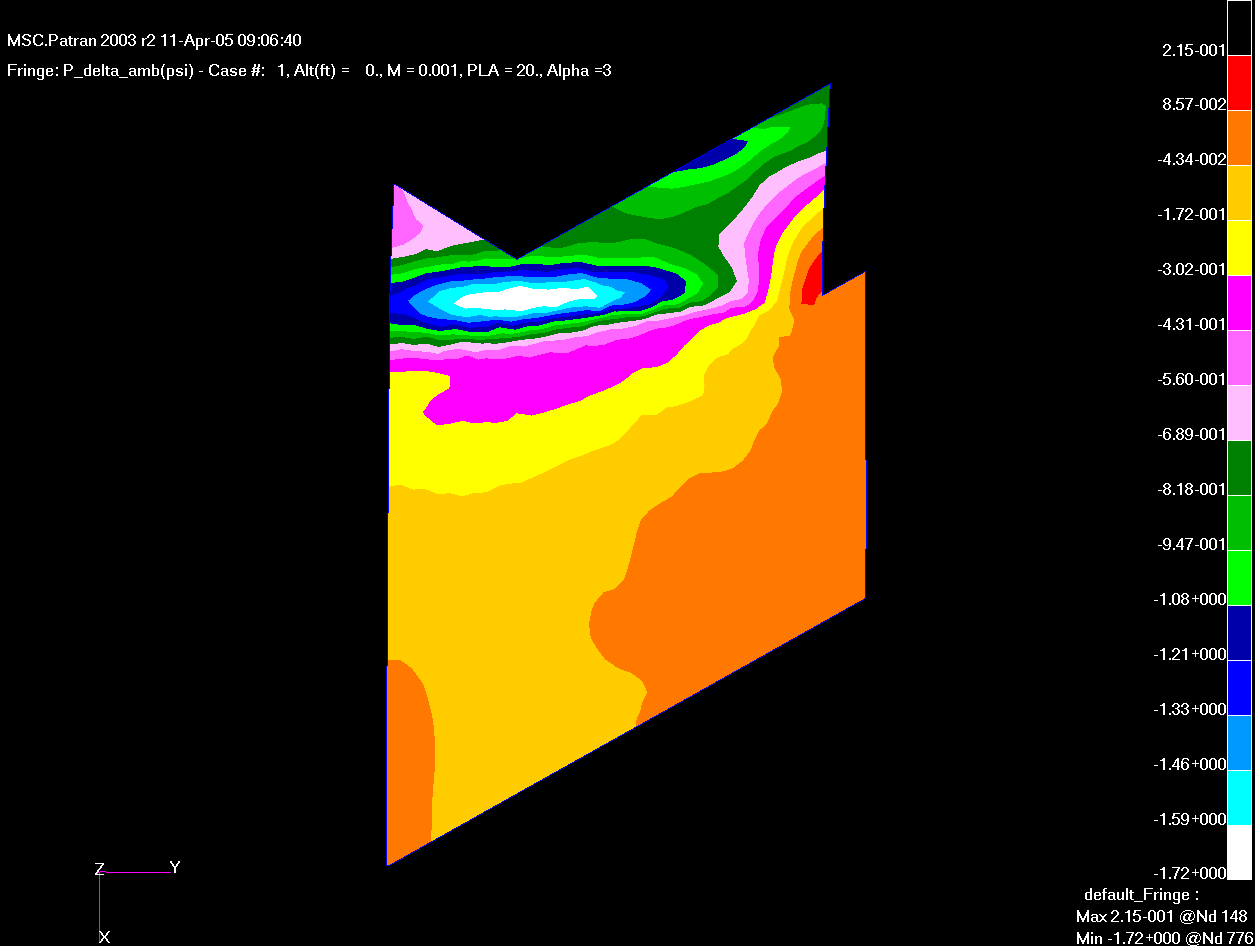 MSC.Patran 2003 r2 11-Apr-05 09:06:40
Fringe: P_delta_amb(psi) - Case #: 1, Alt(ft) = 0., M = 0.001, PLA = 20., Alpha =3
2.15-001
8.57-002
-4.34-002
-1.72-001
-3.02-001
-4.31-001
-5.60-001
-6.89-001
-8.18-001
-9.47-001
-1.08+000
-1.21+000
-1.33+000
-1.46+000
-1.59+000
-1.72+000
default_Fringe :
Max 2.15-001 @Nd 148
Min -1.72+000 @Nd 776
Z
Y
X